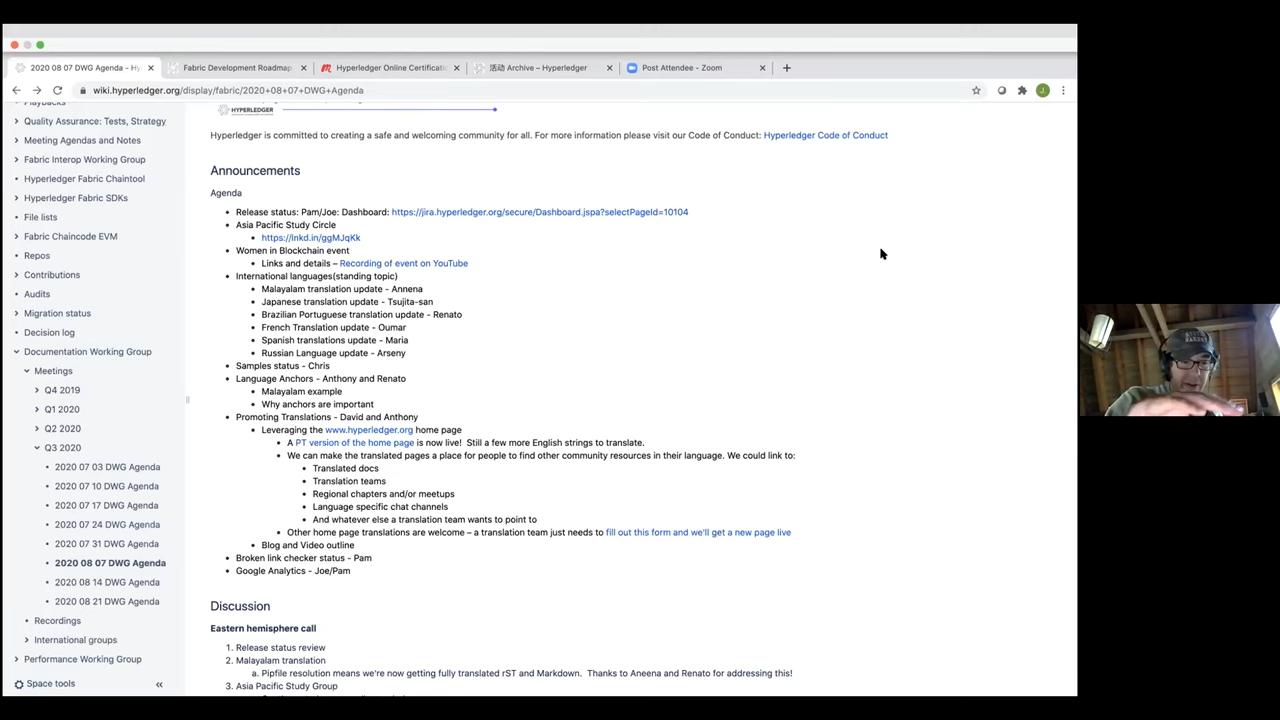 2020 08 07 DWG Agenda - Hy
Fabric Development Roadmap
Hyperledger Online Certificatio
活动 Archive – Hyperledger
Post Attendee - Zoom
wiki.hyperledger.org/display/fabric/2020+08+07+DWG+Agenda
J
Playbacks
Quality Assurance: Tests, Strategy
Meeting Agendas and Notes
Fabric Interop Working Group
Hyperledger Fabric Chaintool
Hyperledger Fabric SDKs
File lists
Fabric Chaincode EVM
Repos
Contributions
Audits
Migration status
Decision log
Documentation Working Group
Meetings
Q4 2019
Q1 2020
Q2 2020
Q3 2020
2020 07 03 DWG Agenda
2020 07 10 DWG Agenda
2020 07 17 DWG Agenda
2020 07 24 DWG Agenda
2020 07 31 DWG Agenda
2020 08 07 DWG Agenda
2020 08 14 DWG Agenda
2020 08 21 DWG Agenda
Recordings
International groups
Performance Working Group
Space tools
HYPERLEDGER
Hyperledger is committed to creating a safe and welcoming community for all. For more information please visit our Code of Conduct: Hyperledger Code of Conduct
Announcements
Agenda
Release status: Pam/Joe: Dashboard: https://jira.hyperledger.org/secure/Dashboard.jspa?selectPageId=10104
Asia Pacific Study Circle
https://lnkd.in/ggMJqKk
Women in Blockchain event
Links and details – Recording of event on YouTube
International languages(standing topic)
Malayalam translation update - Annena
Japanese translation update - Tsujita-san
Brazilian Portuguese translation update - Renato
French Translation update - Oumar
Spanish translations update - Maria
Russian Language update - Arseny
Samples status - Chris
Language Anchors - Anthony and Renato
Malayalam example
Why anchors are important
Promoting Translations - David and Anthony
Leveraging the www.hyperledger.org home page
A PT version of the home page is now live! Still a few more English strings to translate.
We can make the translated pages a place for people to find other community resources in their language. We could link to:
Translated docs
Translation teams
Regional chapters and/or meetups
Language specific chat channels
And whatever else a translation team wants to point to
Other home page translations are welcome – a translation team just needs to fill out this form and we'll get a new page live
Blog and Video outline
Broken link checker status - Pam
Google Analytics - Joe/Pam
Discussion
Eastern hemisphere call
1. Release status review
2. Malayalam translation
a. Pipfile resolution means we're now getting fully translated rST and Markdown. Thanks to Aneena and Renato for addressing this!
3. Asia Pacific Study Group